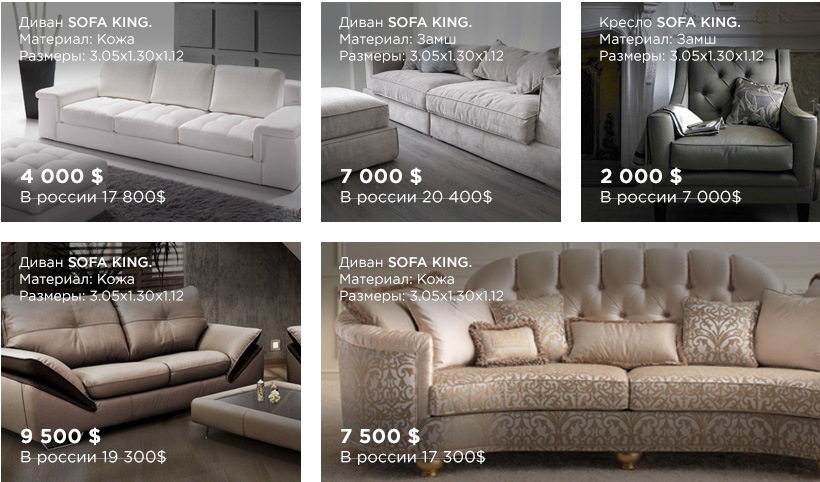 Диван SOFA KING.
Материал: Кожа
Размеры: 3.05x1.30x1.12
4 000 $
В россии 17 800$
Диван SOFA KING.
Материал: Замш
Размеры: 3.05x1.30x1.12
7 000 $
В россии 20 400$
Кресло SOFA KING.
Материал: Замш
Размеры: 3.05x1.30x1.12
2 000 $
В россии 7 000$
Диван SOFA KING.
Материал: Кожа
Размеры: 3.05x1.30x1.12
9 500 $
В россии 19 300$
Диван SOFA KING.
Материал: Кожа
Размеры: 3.05x1.30x1.12
7 500 $
В россии 17 300$